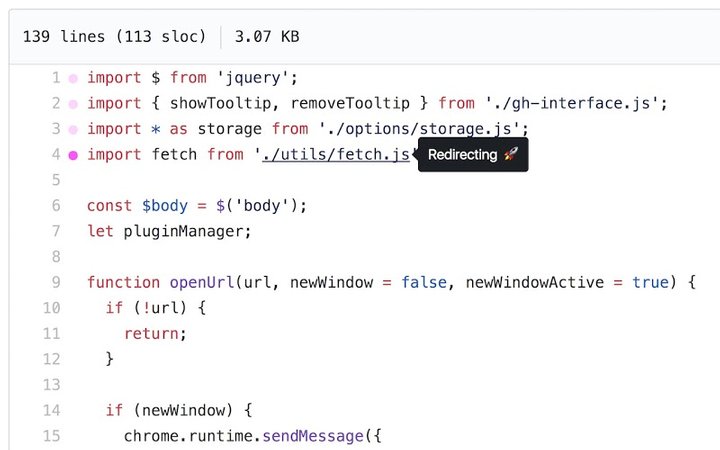 139 lines (113 sloc) 3.07 KB
1 import $ from 'jquery';
2 import { showTooltip, removeTooltip } from './gh-interface.js';
3 import * as storage from './options/storage.js';
4 import fetch from './utils/fetch.js' Redirecting 🚀
5
6 const $body = $('body');
7 let pluginManager;
8
9 function openUrl(url, newWindow = false, newWindowActive = true) {
10 if (!url) {
11 return;
12 }
13
14 if (newWindow) {
15 chrome.runtime.sendMessage({